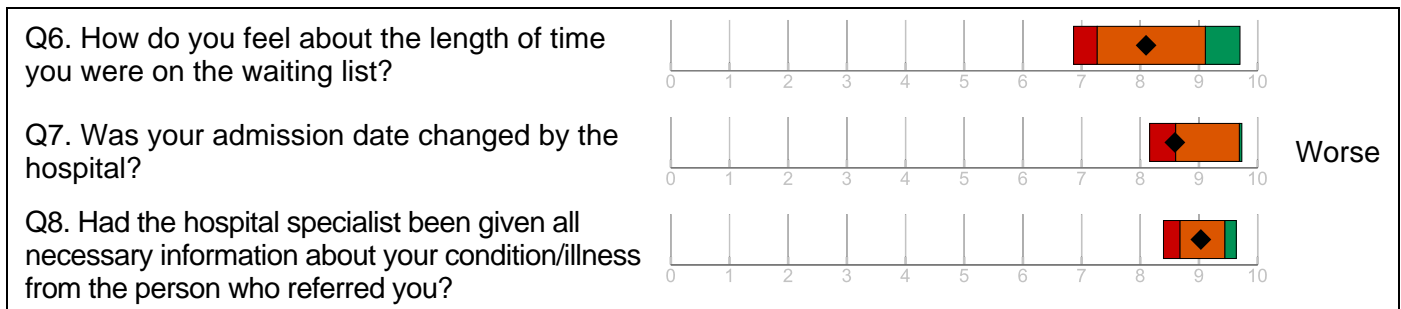 Q6. How do you feel about the length of time
you were on the waiting list?
0 1 2 3 4 5 6 7 8 9 10
Q7. Was your admission date changed by the
hospital?
Worse
0 1 2 3 4 5 6 7 8 9 10
Q8. Had the hospital specialist been given all
necessary information about your condition/illness
from the person who referred you?
0 1 2 3 4 5 6 7 8 9 10